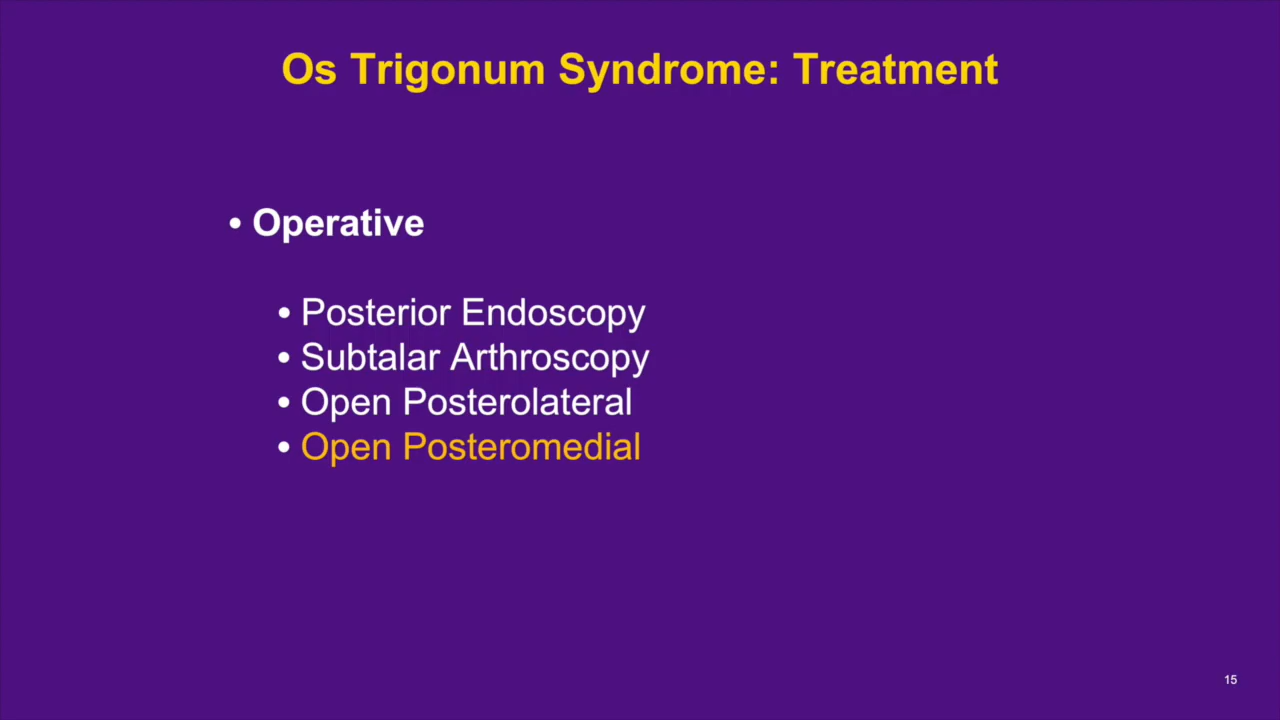 Os Trigonum Syndrome: Treatment
• Operative
• Posterior Endoscopy
• Subtalar Arthroscopy
• Open Posterolateral
• Open Posteromedial
15